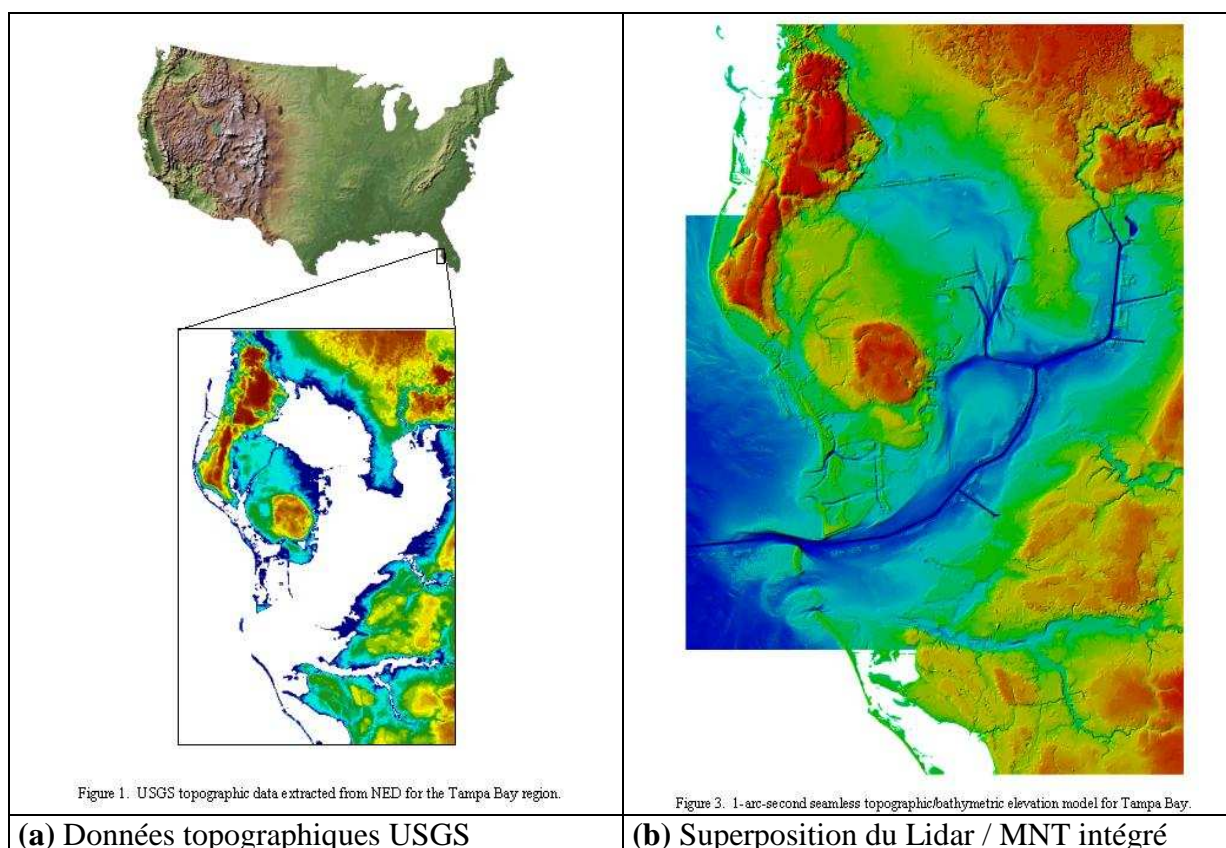 Figure 1. USGS topographic data extracted from NED for the Tampa Bay region.
Figure 3. 1-arc-second seamless topographic/bathymetric elevation model for Tampa Bay.
(a) Données topographiques USGS
(b) Superposition du Lidar / MNT intégré